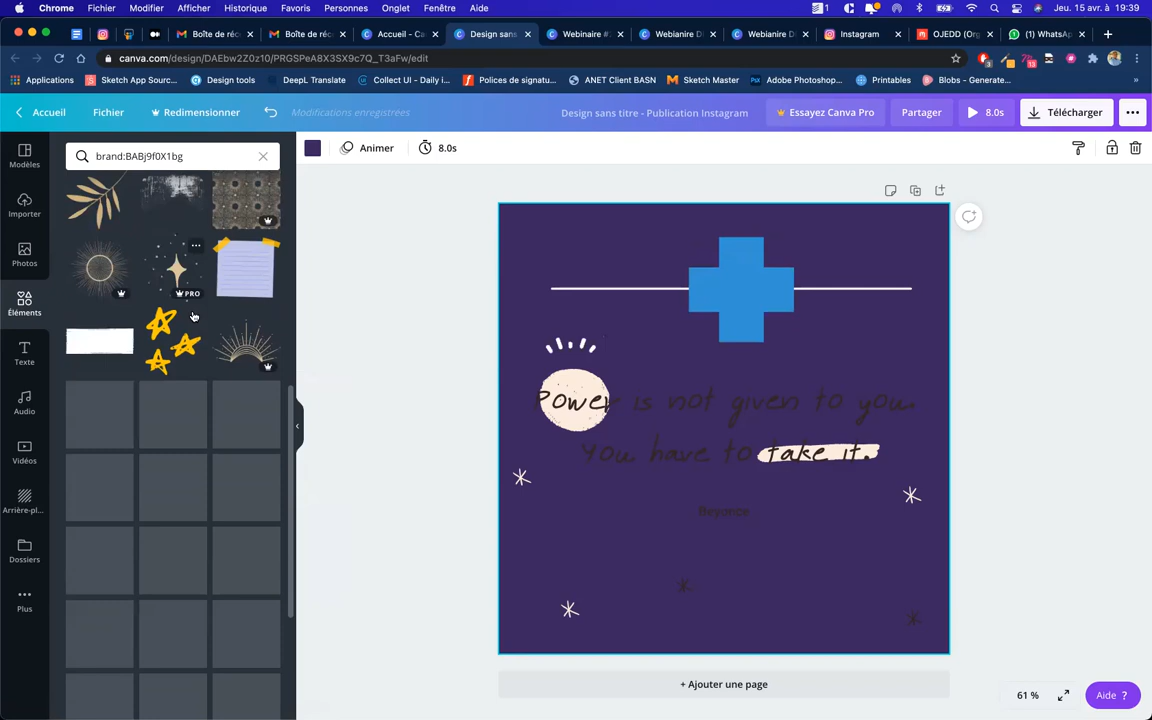 Chrome Fichier Modifier Afficher Historique Favoris Personnes Onglet Fenêtre Aide
1 Jeu. 15 avr. à 19:39
Boîte de réc Boîte de réc Accueil - Ca Design sans Webinaire # Webinaire Di Webinaire Di Instagram OJEDD (Org (1) WhatsAp
canva.com/design/DAEbw2Z0z10/PRGSPeA8X3SX9c7Q_T3aFw/edit
Applications Sketch App Sourc... Design tools DeepL Translate Collect UI - Daily i... Polices de signatu... ANET Client BASN Sketch Master Adobe Photoshop... Printables Blobs - Generate...
Accueil Fichier Redimensionner Modifications enregistrées Design sans titre - Publication Instagram Essayez Canva Pro Partager 8.0s Télécharger
Modèles
Importer
Photos
Éléments
Texte
Audio
Vidéos
Arrière-pl...
Dossiers
Plus
brand:BABj9f0X1bg
PRO
Animer 8.0s
Power is not given to you.
You have to take it.
Beyonce
+ Ajouter une page
61 %
Aide ?